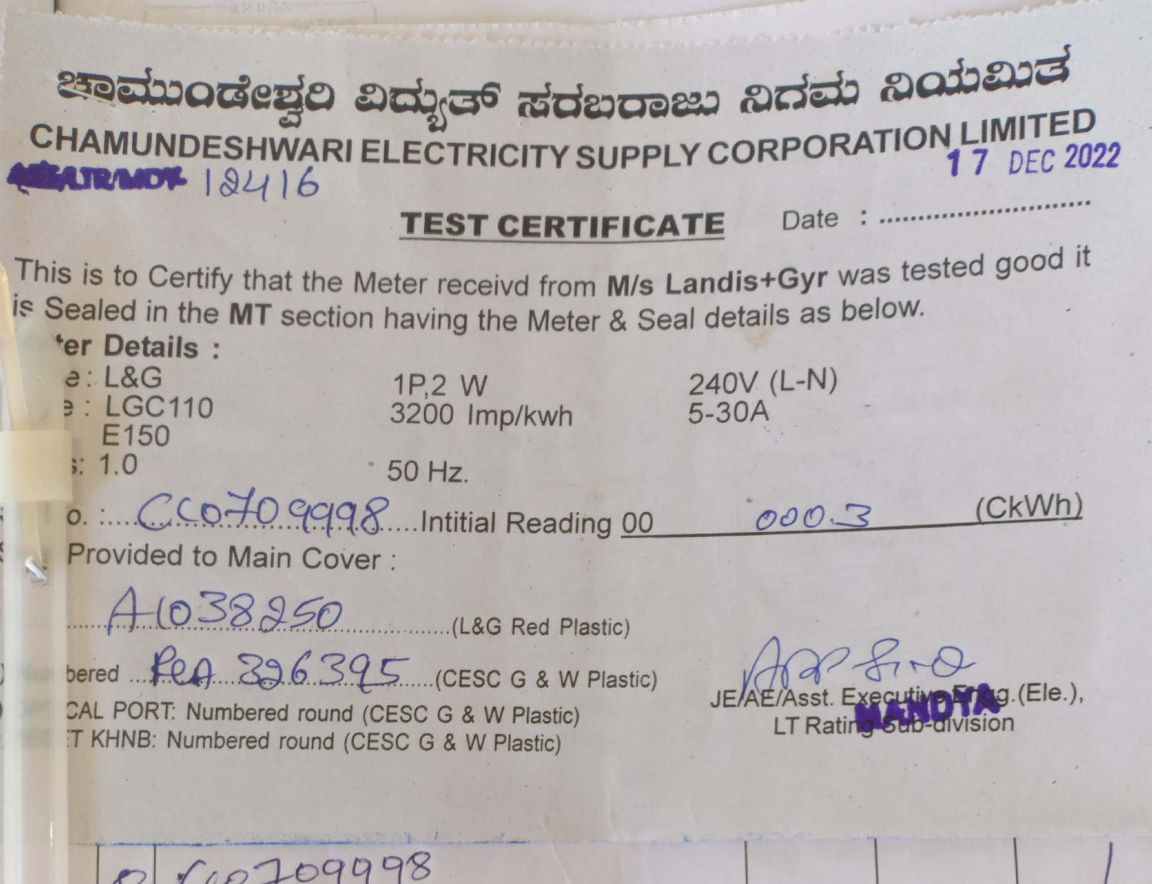 ಚಾಮುಂಡೇಶ್ವರಿ ವಿದ್ಯುತ್ ಸರಬರಾಜು ನಿಗಮ ನಿಯಮಿತ
CHAMUNDESHWARI ELECTRICITY SUPPLY CORPORATION LIMITED
12416 17 DEC 2022
TEST CERTIFICATE Date : ............................
This is to Certify that the Meter receivd from M/s Landis+Gyr was tested good it
is Sealed in the MT section having the Meter & Seal details as below.
er Details :
e : L&G 1P,2 W 240V (L-N)
e : LGC110 3200 Imp/kwh 5-30A
E150
s: 1.0 50 Hz.
o. :....CC0709998....Intitial Reading 00 000.3 (CkWh)
Provided to Main Cover :
A1038250 (L&G Red Plastic)
bered 326395 (CESC G & W Plastic)
CAL PORT: Numbered round (CESC G & W Plastic)
ET KHNB: Numbered round (CESC G & W Plastic)
JE/AE/Asst. Executive Engg.(Ele.),
MANDYA
LT Rating Sub-division
CC0709998